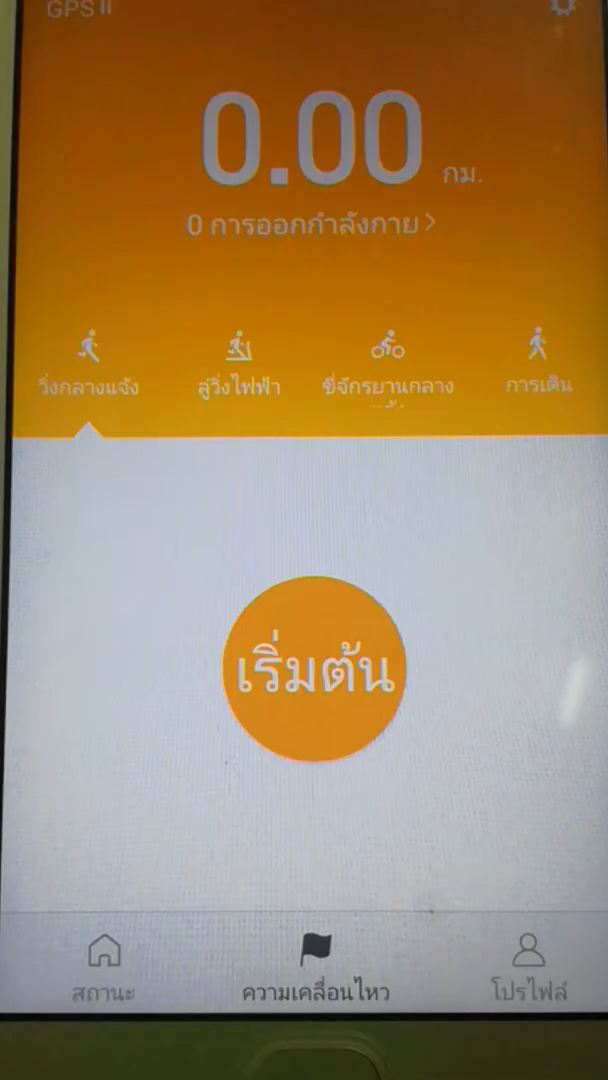 GPS
0.00 กม.
0 การออกกำลังกาย
วิ่งกลางแจ้ง
ลู่วิ่งไฟฟ้า
ขี่จักรยานกลาง
การเดิน
เริ่มต้น
สถานะ
ความเคลื่อนไหว
โปรไฟล์